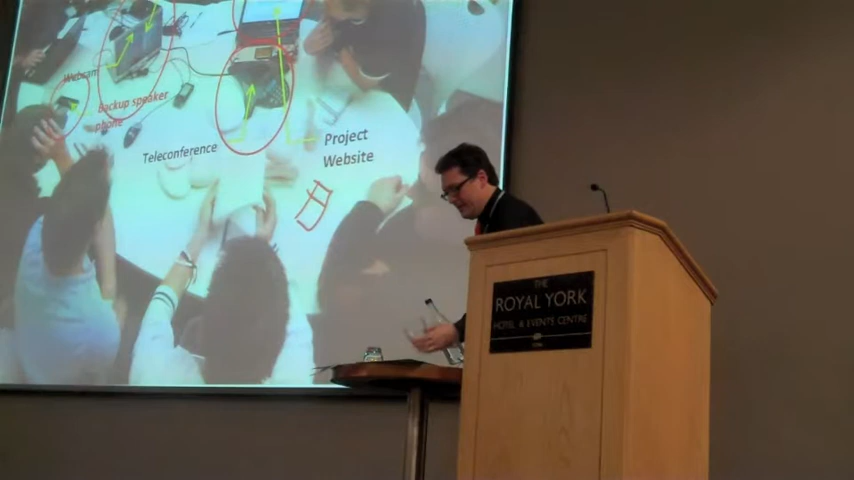 Webcam
Backup speaker
phone
Teleconference
Project
Website
THE
ROYAL YORK
HOTEL & EVENTS CENTRE